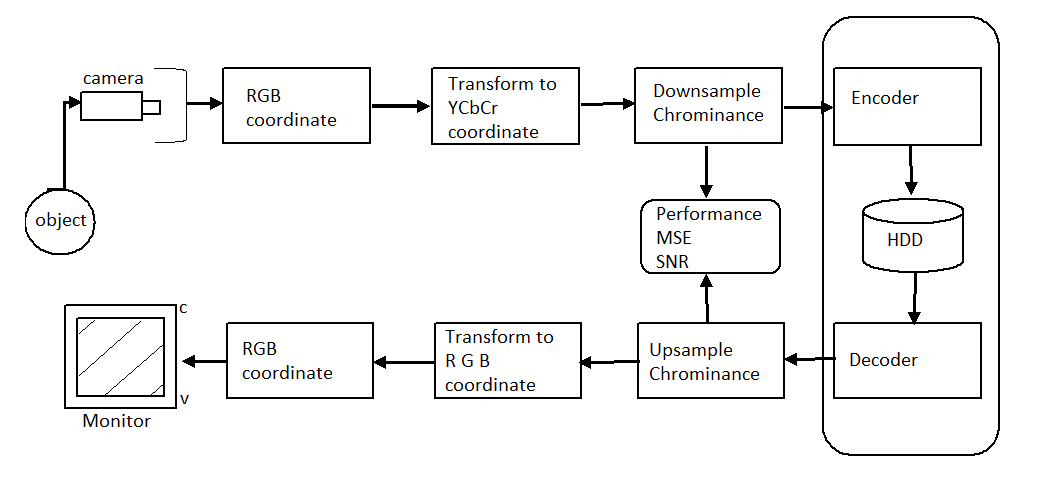 camera
RGB
coordinate
Transform to
YCbCr
coordinate
Downsample
Chrominance
Encoder
object
Performance
MSE
SNR
HDD
c
v
Monitor
RGB
coordinate
Transform to
R G B
coordinate
Upsample
Chrominance
Decoder